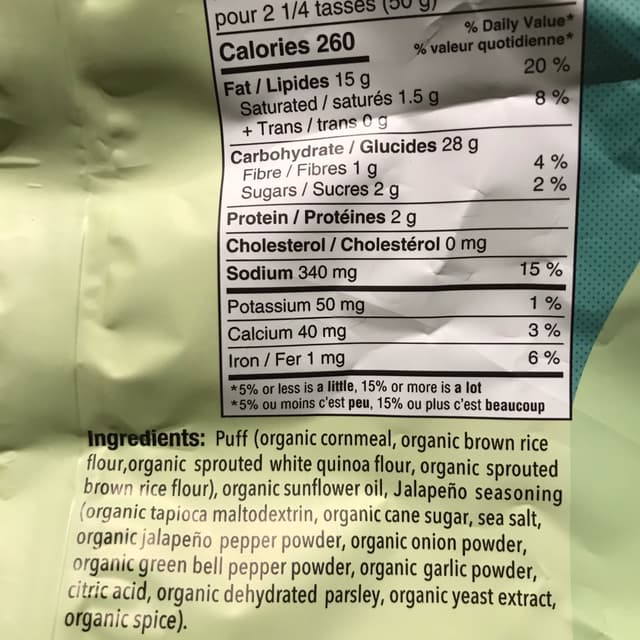 pour 2 1/4 tasses (50 g)
Calories 260
% Daily Value*
% valeur quotidienne*
Fat / Lipides 15 g 20 %
Saturated / saturés 1.5 g 8 %
+ Trans / trans 0 g
Carbohydrate / Glucides 28 g
Fibre / Fibres 1 g 4 %
Sugars / Sucres 2 g 2 %
Protein / Protéines 2 g
Cholesterol / Cholestérol 0 mg
Sodium 340 mg 15 %
Potassium 50 mg 1 %
Calcium 40 mg 3 %
Iron / Fer 1 mg 6 %
*5% or less is a little, 15% or more is a lot
*5% ou moins c'est peu, 15% ou plus c'est beaucoup
Ingredients: Puff (organic cornmeal, organic brown rice
flour,organic sprouted white quinoa flour, organic sprouted
brown rice flour), organic sunflower oil, Jalapeño seasoning
(organic tapioca maltodextrin, organic cane sugar, sea salt,
organic jalapeño pepper powder, organic onion powder,
organic green bell pepper powder, organic garlic powder,
citric acid, organic dehydrated parsley, organic yeast extract,
organic spice).